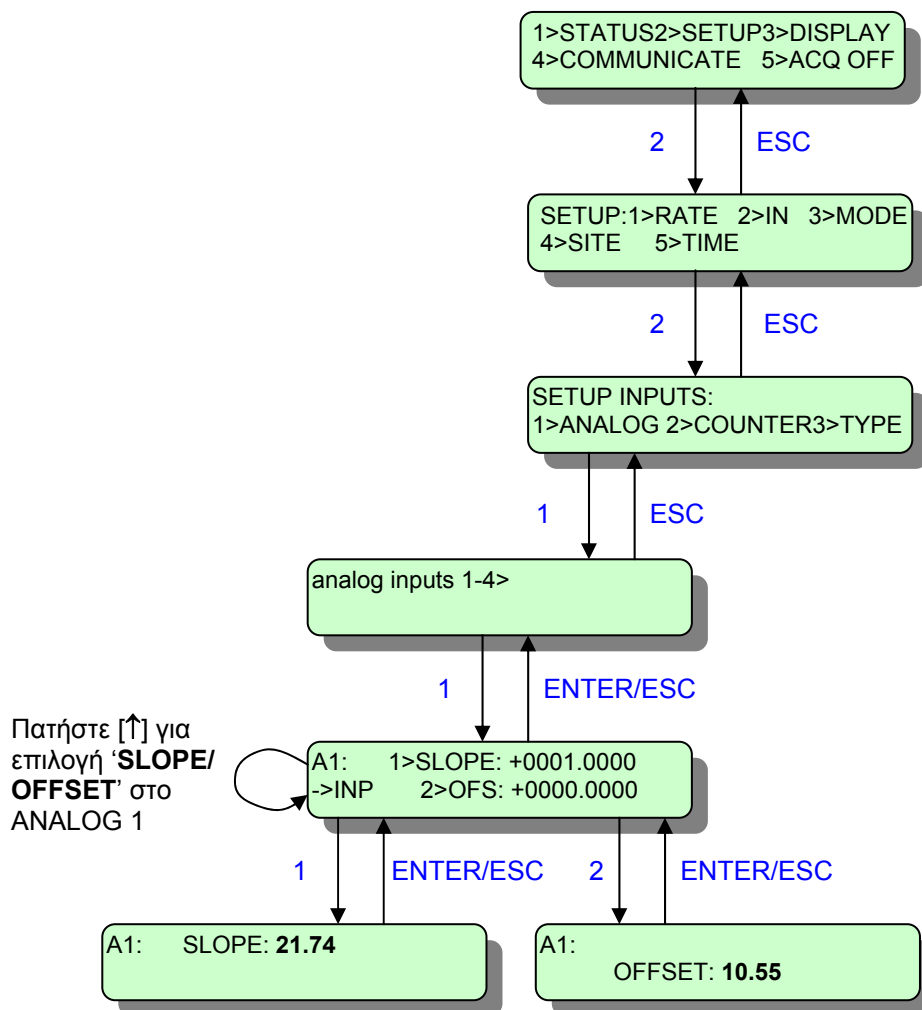 1>STATUS2>SETUP3>DISPLAY
4>COMMUNICATE 5>ACQ OFF
2
ESC
SETUP:1>RATE 2>IN 3>MODE
4>SITE 5>TIME
2
ESC
SETUP INPUTS:
1>ANALOG 2>COUNTER3>TYPE
1
ESC
analog inputs 1-4>
1
ENTER/ESC
Πατήστε [↑] για
επιλογή ‘SLOPE/
OFFSET’ στο
ANALOG 1
A1: 1>SLOPE: +0001.0000
->INP 2>OFS: +0000.0000
1
ENTER/ESC
2
ENTER/ESC
A1: SLOPE: 21.74
A1:
OFFSET: 10.55